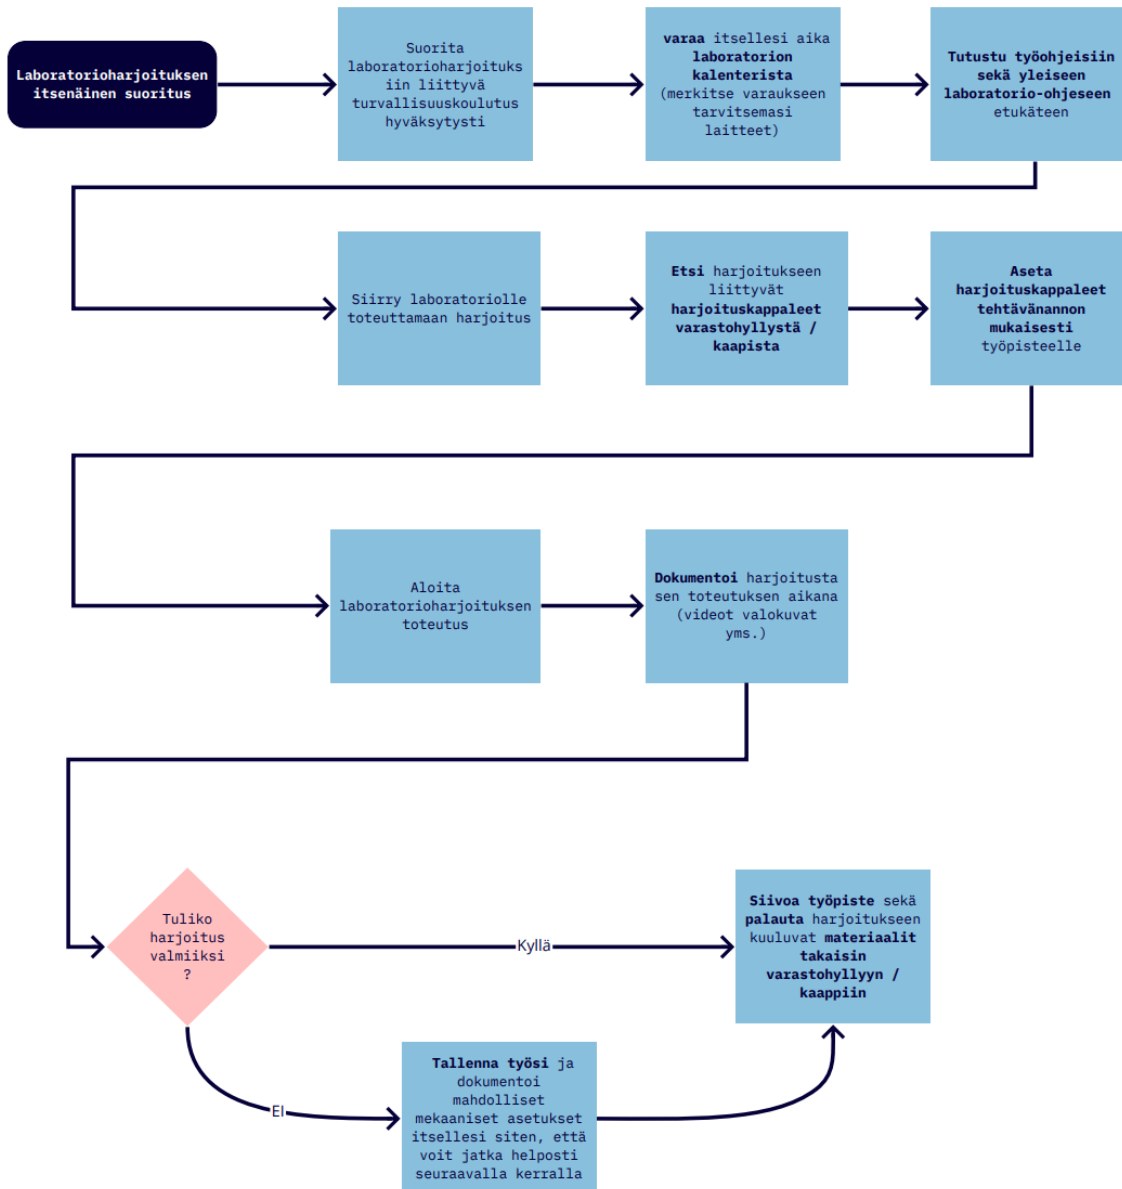 Laboratorioharjoituksen
itsenäinen suoritus
Suorita
laboratorioharjoituks
iin liittyvä
turvallisuuskoulutus
hyväksytysti
varaa itsellesi aika
laboratorion
kalenterista
(merkitse varaukseen
tarvitsemasi
laitteet)
Tutustu työohjeisiin
sekä yleiseen
laboratorio-ohjeseen
etukäteen
Siirry laboratoriolle
toteuttamaan harjoitus
Etsi harjoitukseen
liittyvät
harjoituskappaleet
varastohyllystä /
kaapista
Aseta
harjoituskappaleet
tehtävänannon
mukaisesti
työpisteelle
Aloita
laboratorioharjoituksen
toteutus
Dokumentoi harjoitusta
sen toteutuksen aikana
(videot valokuvat
yms.)
Tuliko
harjoitus
valmiiksi
?
Kyllä
Siivoa työpiste sekä
palauta harjoitukseen
kuuluvat materiaalit
takaisin
varastohyllyyn /
kaappiin
EI
Tallenna työsi ja
dokumentoi
mahdolliset
mekaaniset asetukset
itsellesi siten, että
voit jatka helposti
seuraavalla kerralla